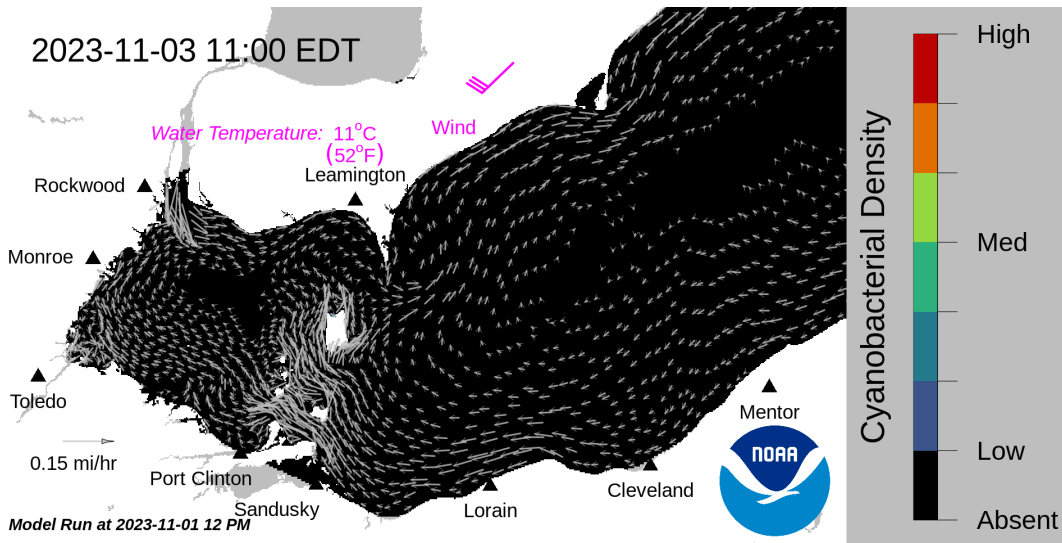 2023-11-03 11:00 EDT
High
Wind
Water Temperature: 11°C
(52°F)
Leamington
Rockwood
Monroe
Med
Cyanobacterial Density
Toledo
Mentor
0.15 mi/hr
NOAA
Low
Port Clinton
Cleveland
Sandusky
Lorain
Model Run at 2023-11-01 12 PM
Absent